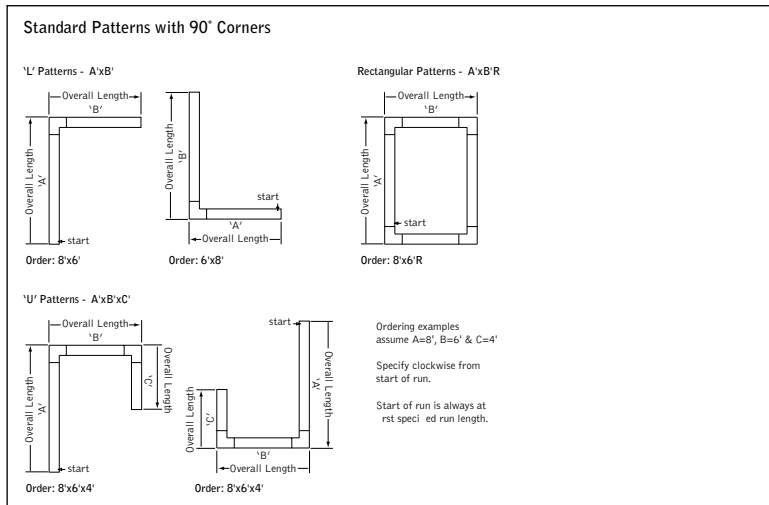 Standard Patterns with 90° Corners
‘L’ Patterns - A'xB'
Overall Length
‘B’
Overall Length
‘A’
start
Order: 8'x6'
Overall Length
‘B’
start
‘A’
Overall Length
Order: 6'x8'
Rectangular Patterns - A'xB'R
Overall Length
‘B’
Overall Length
‘A’
start
Order: 8'x6'R
‘U’ Patterns - A'xB'xC'
Overall Length
‘B’
Overall Length
‘C’
Overall Length
‘A’
start
Order: 8'x6'x4'
start
Overall Length
‘A’
Overall Length
‘C’
‘B’
Overall Length
Order: 8'x6'x4'
Ordering examples
assume A=8', B=6' & C=4'
Specify clockwise from
start of run.
Start of run is always at
rst speci ed run length.